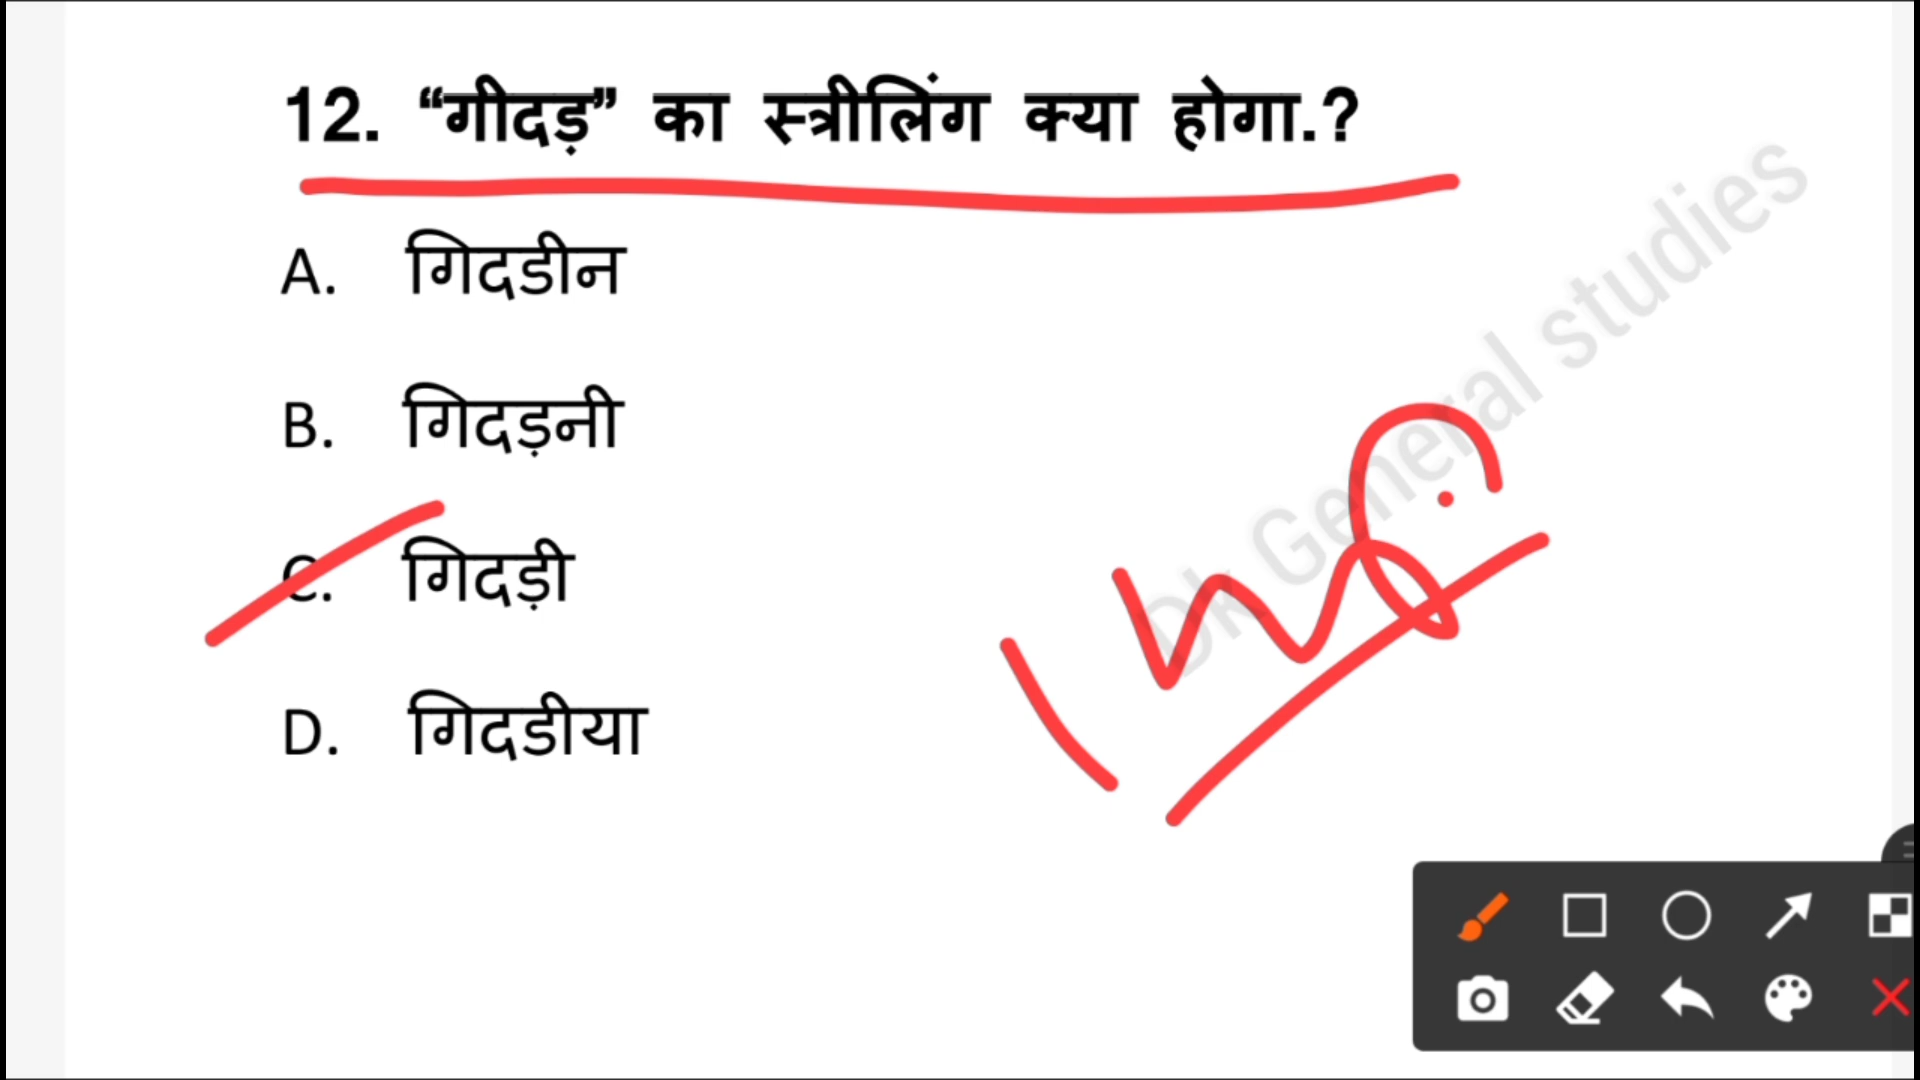 12. “गीदड़” का स्त्रीलिंग क्या होगा.?
A. गिदडीन
B. गिदड़नी
C. गिदड़ी
D. गिदडीया
Dk General studies